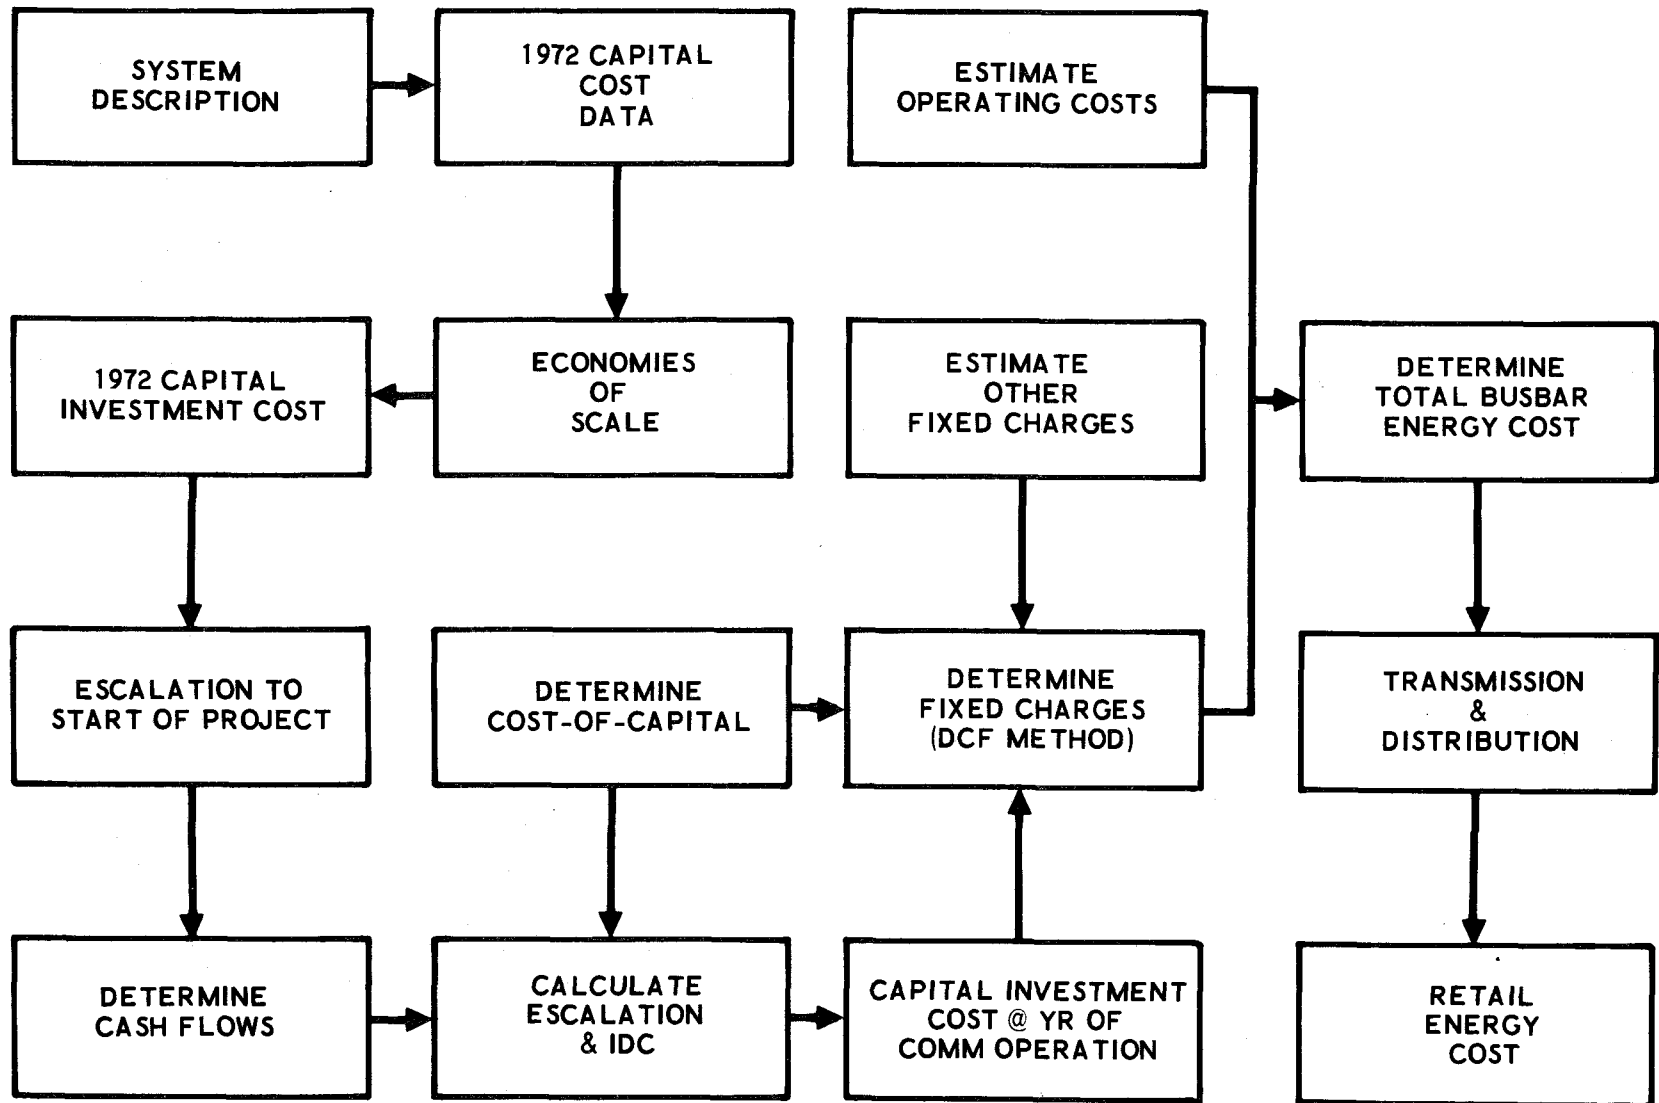 SYSTEM
DESCRIPTION
1972 CAPITAL
COST
DATA
ESTIMATE
OPERATING COSTS
1972 CAPITAL
INVESTMENT COST
ECONOMIES
OF
SCALE
ESTIMATE
OTHER
FIXED CHARGES
DETERMINE
TOTAL BUSBAR
ENERGY COST
ESCALATION TO
START OF PROJECT
DETERMINE
COST-OF-CAPITAL
DETERMINE
FIXED CHARGES
(DCF METHOD)
TRANSMISSION
&
DISTRIBUTION
DETERMINE
CASH FLOWS
CALCULATE
ESCALATION
& IDC
CAPITAL INVESTMENT
COST @ YR OF
COMM OPERATION
RETAIL
ENERGY
COST